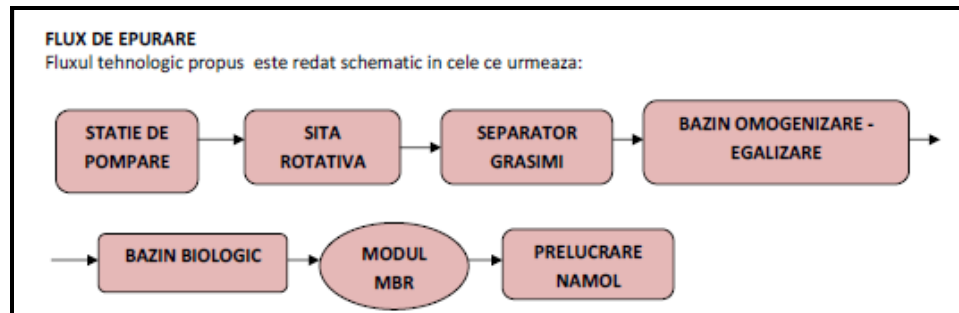 FLUX DE EPURARE
Fluxul tehnologic propus este redat schematic in cele ce urmeaza:
STATIE DE
POMPARE
SITA
ROTATIVA
SEPARATOR
GRASIMI
BAZIN OMOGENIZARE -
EGALIZARE
BAZIN BIOLOGIC
MODUL
MBR
PRELUCRARE
NAMOL